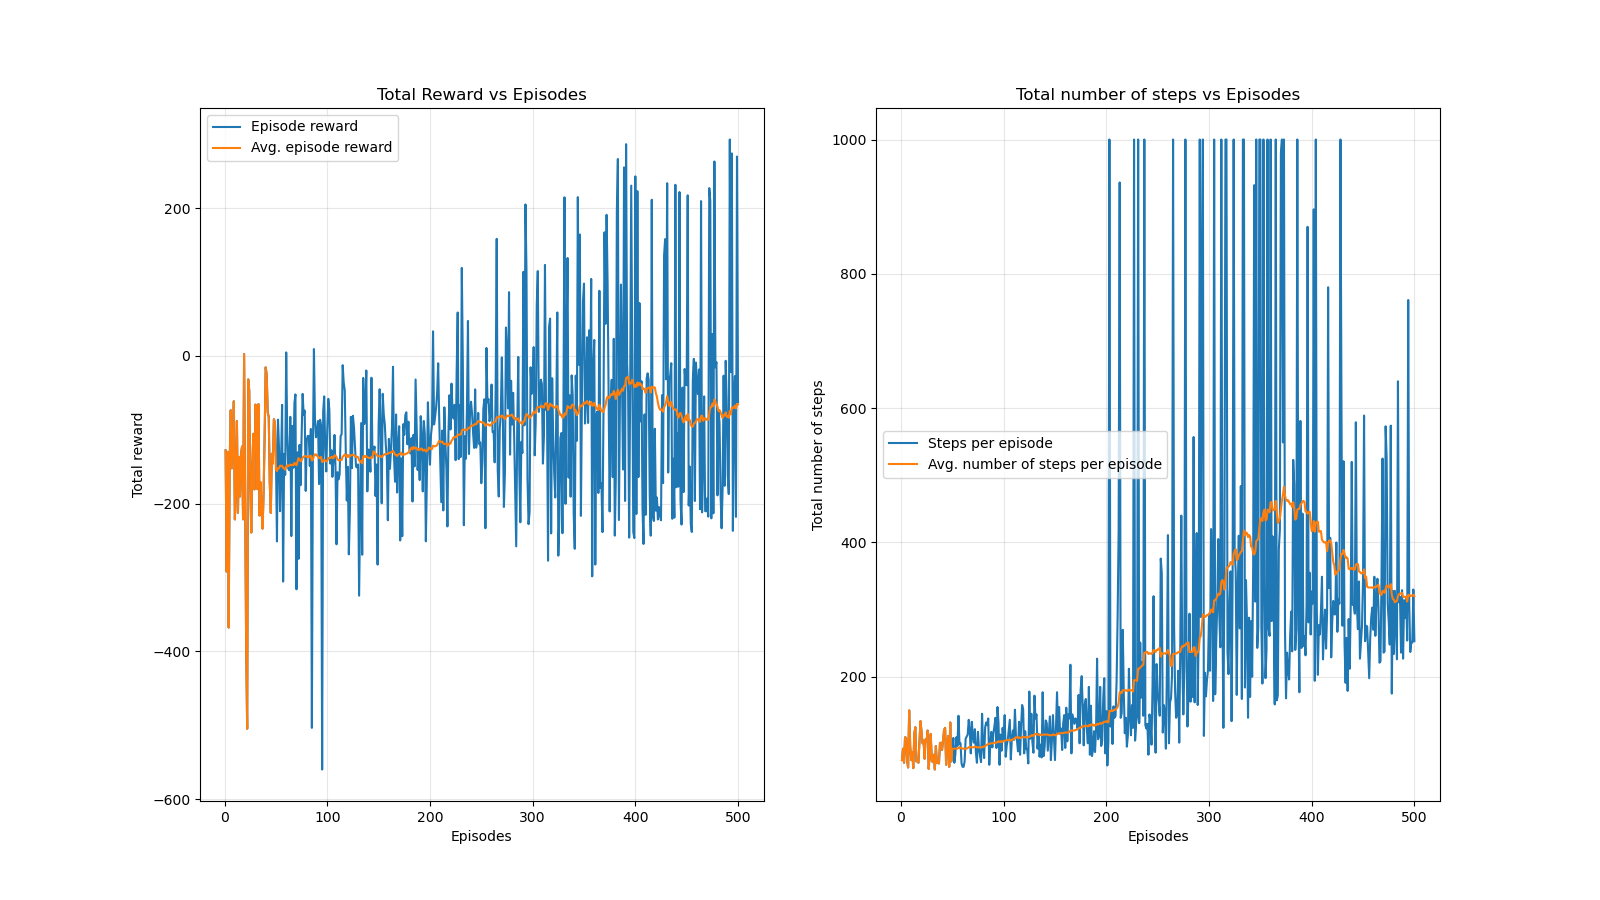 Total Reward vs Episodes
Episode reward
Avg. episode reward
200
0
−200
−400
−600
Total reward
0
100
200
300
400
500
Episodes
Total number of steps vs Episodes
1000
800
600
400
200
Total number of steps
Steps per episode
Avg. number of steps per episode
0
100
200
300
400
500
Episodes